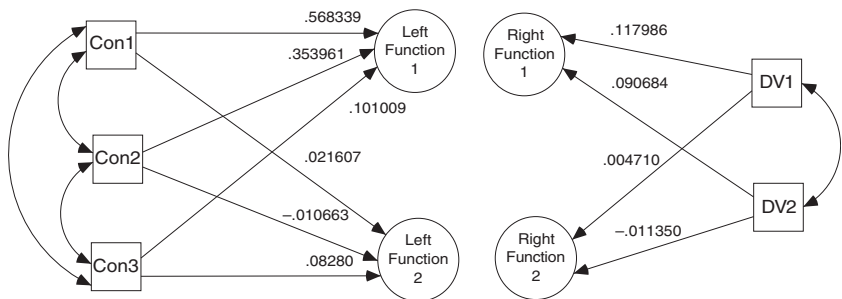 .568339
Con1
Left
Function
1
.353961
.101009
Con2
.021607
–.010663
Con3
.08280
Left
Function
2
Right
Function
1
.117986
DV1
.090684
.004710
DV2
Right
Function
2
–.011350